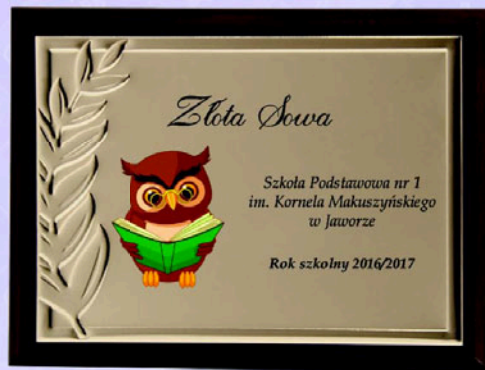 Złota Sowa
Szkoła Podstawowa nr 1
im. Kornela Makuszyńskiego
w Jaworze
Rok szkolny 2016/2017